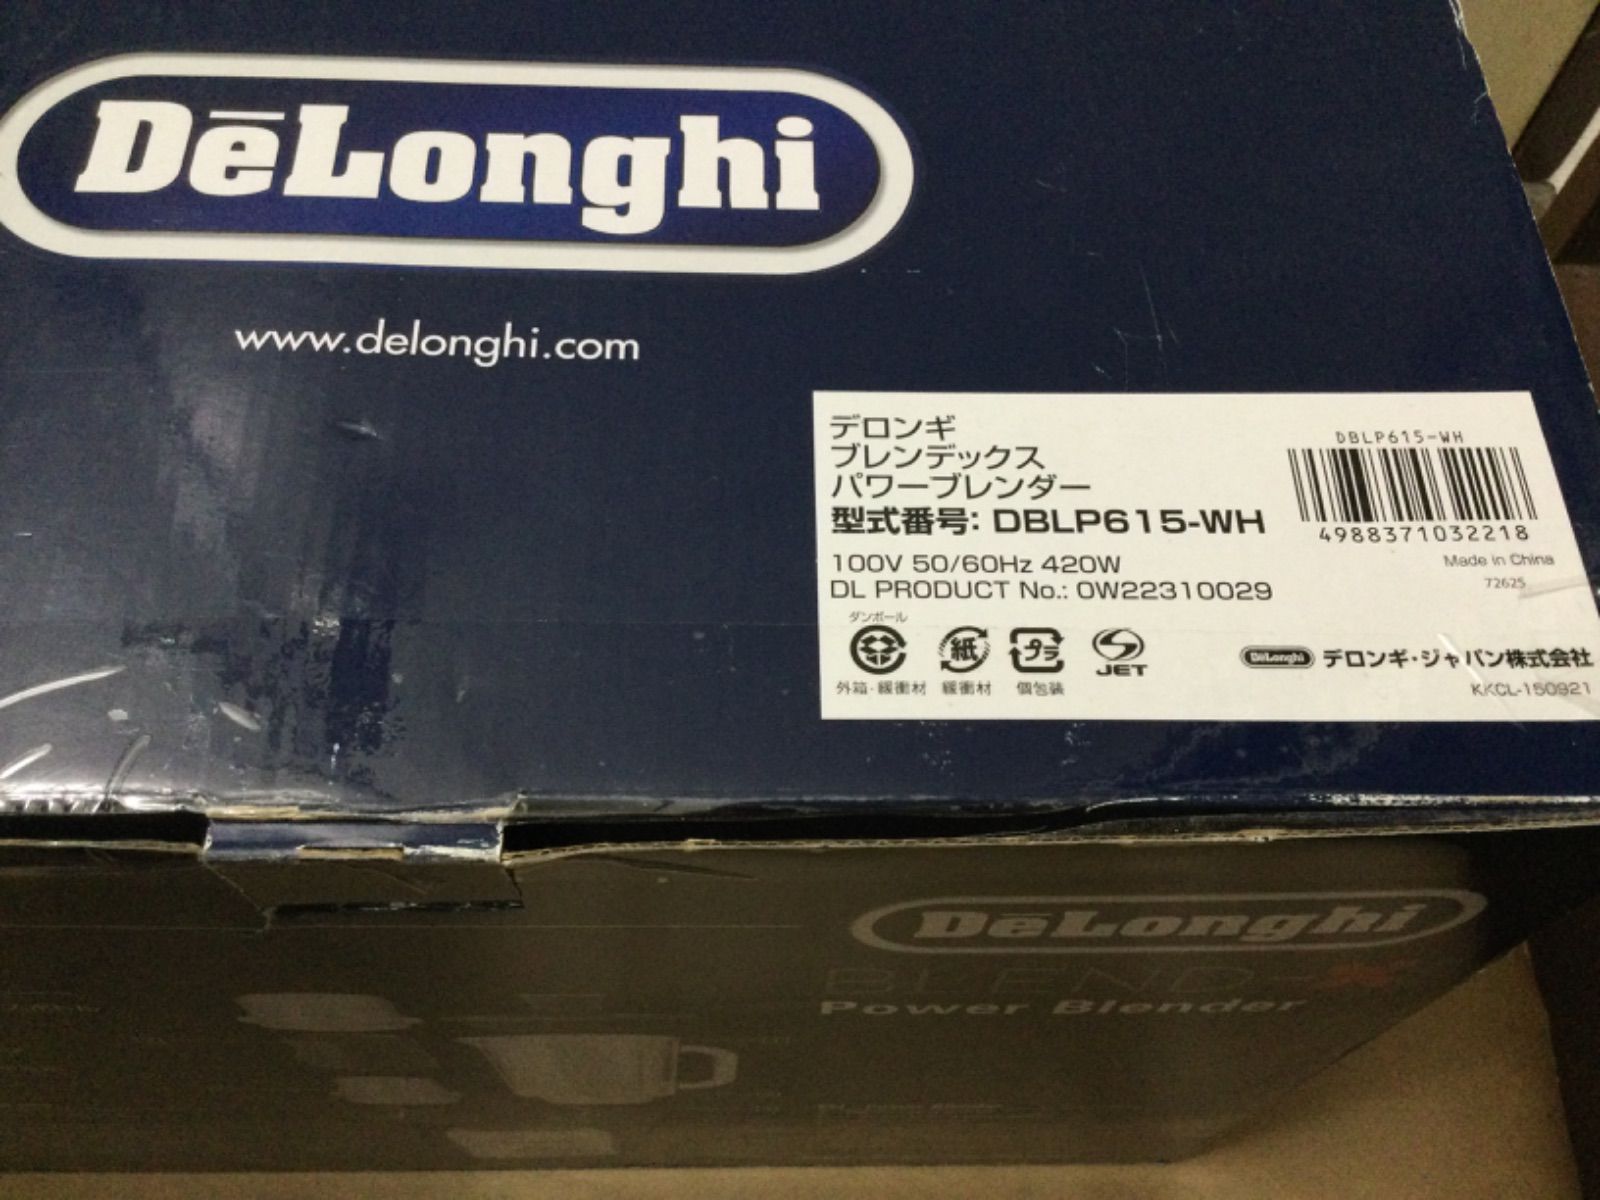 DēLonghi
www.delonghi.com
デロンギ
ブレンデックス
パワーブレンダー
型式番号: DBLP615-WH
100V 50/60Hz 420W
DL PRODUCT No.: 0W22310029
DBLP615-WH
4988371032218
Made in China
72625
ダンボール
紙
プラ
JET
外箱・緩衝材 緩衝材 個包装
DēLonghi デロンギ・ジャパン株式会社
KKCL-150921
DēLonghi
BLEND-X
Power Blender